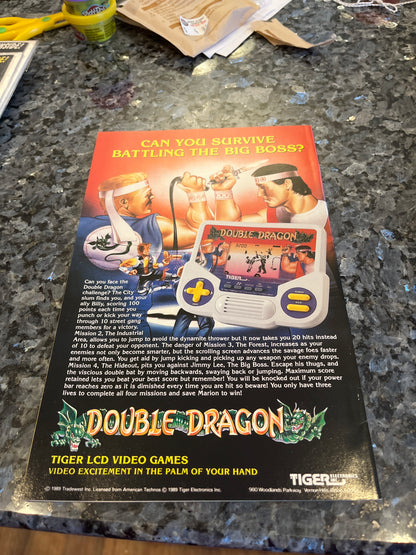 CAN YOU SURVIVE
BATTLING THE BIG BOSS?
DOUBLE DRAGON
TIGER
Can you face the
Double Dragon
challenge? The City
slum finds you, and your
ally Billy, scoring 100
points each time you
punch or kick your way
through 10 street gang
members for a victory.
Mission 2, The Industrial
Area, allows you to jump to avoid the dynamite thrower but it now takes you 20 hits instead
of 10 to defeat your opponent. The danger of Mission 3, The Forest, increases as your
enemies not only become smarter, but the scrolling screen advances the savage foes faster
and more often. You get aid by jump kicking and picking up any weapon your enemy drops.
Mission 4, The Hideout, pits you against Jimmy Lee, The Big Boss. Escape his thugs, and
the vicious double bat by moving backwards, swaying back or jumping. Maximum score
retained lets you beat your best score but remember! You will be knocked out if your power
bar reaches zero as it is diminished every time you are hit so beware! You only have three
lives to complete all four missions and save Marion to win!
DOUBLE DRAGON
TIGER LCD VIDEO GAMES
VIDEO EXCITEMENT IN THE PALM OF YOUR HAND
TIGER ELECTRONICS
© 1989 Tradewest Inc. Licensed from American Technos © 1989 Tiger Electronics Inc.
980 Woodlands Parkway, Vernon Hills,